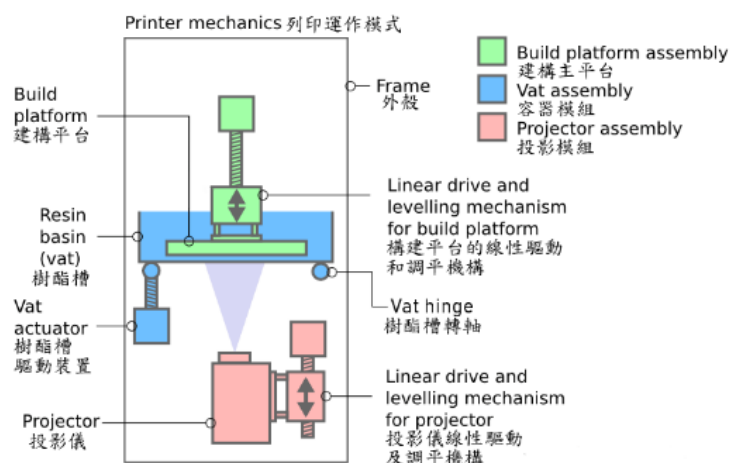 Printer mechanics 列印運作模式
Build platform assembly
建構主平台
Vat assembly
容器模組
Projector assembly
投影模組
Build
platform
建構平台
Frame
外殼
Linear drive and
levelling mechanism
for build platform
構建平台的線性驅動
和調平機構
Resin
basin
(vat)
樹酯槽
Vat
actuator
樹酯槽
驅動裝置
Vat hinge
樹酯槽轉軸
Linear drive and
levelling mechanism
for projector
投影儀線性驅動
及調平機構
Projector
投影儀